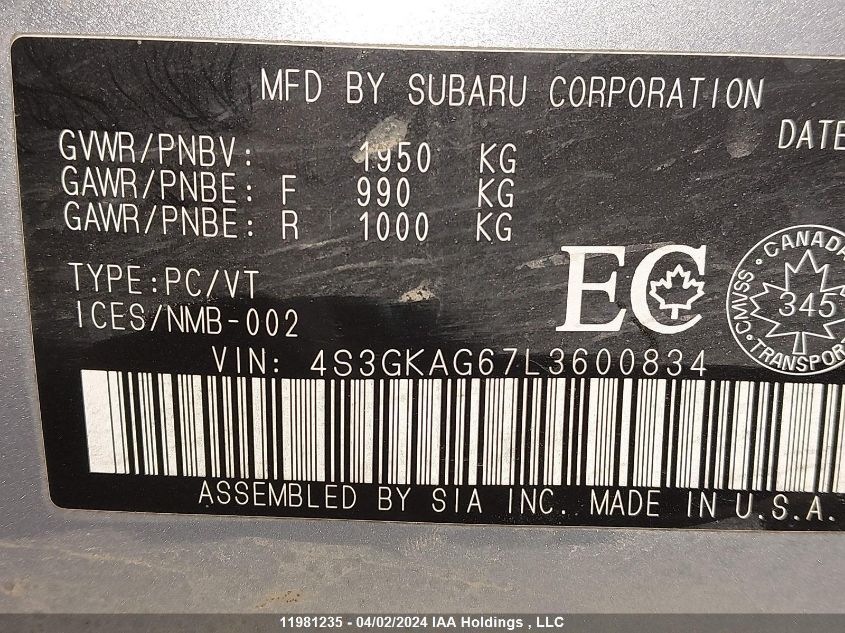 MFD BY SUBARU CORPORATION
DATE
GVWR/PNBV: 1950 KG
GAWR/PNBE: F 990 KG
GAWR/PNBE: R 1000 KG
TYPE:PC/VT
ICES/NMB-002
EC
CANADA
CMVSS 345
TRANSPOR
VIN: 4S3GKAG67L3600834
ASSEMBLED BY SIA INC. MADE IN U.S.A.
11981235 - 04/02/2024 IAA Holdings , LLC